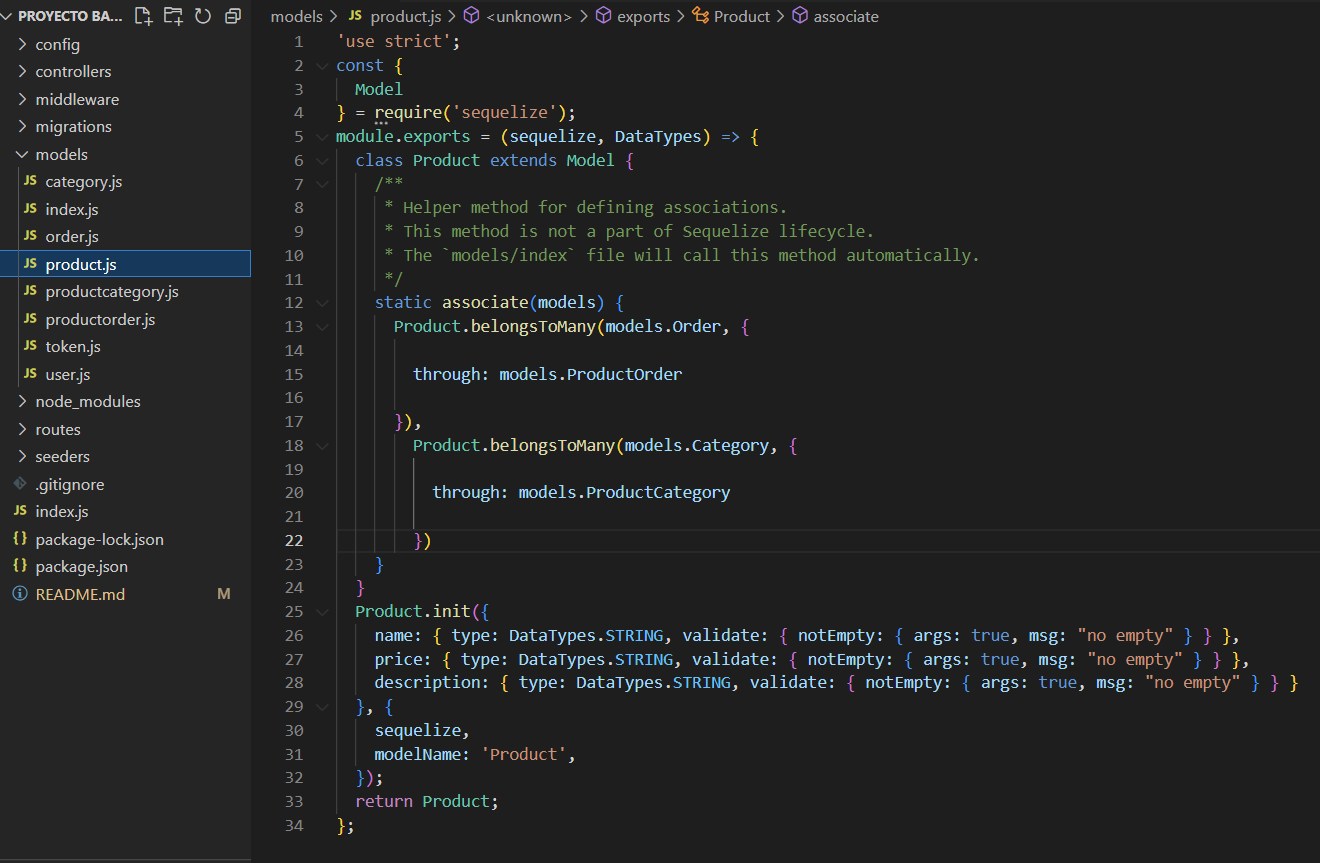 PROYECTO BA...
config
controllers
middleware
migrations
models
JS category.js
JS index.js
JS order.js
JS product.js
JS productcategory.js
JS productorder.js
JS token.js
JS user.js
node_modules
routes
seeders
.gitignore
JS index.js
{} package-lock.json
{} package.json
README.md M
models > JS product.js > <unknown> > exports > Product > associate
1 'use strict';
2 const {
3 Model
4 } = require('sequelize');
5 module.exports = (sequelize, DataTypes) => {
6 class Product extends Model {
7 /**
8 * Helper method for defining associations.
9 * This method is not a part of Sequelize lifecycle.
10 * The `models/index` file will call this method automatically.
11 */
12 static associate(models) {
13 Product.belongsToMany(models.Order, {
14
15 through: models.ProductOrder
16
17 }),
18 Product.belongsToMany(models.Category, {
19
20 through: models.ProductCategory
21
22 })
23 }
24 }
25 Product.init({
26 name: { type: DataTypes.STRING, validate: { notEmpty: { args: true, msg: "no empty" } } },
27 price: { type: DataTypes.STRING, validate: { notEmpty: { args: true, msg: "no empty" } } },
28 description: { type: DataTypes.STRING, validate: { notEmpty: { args: true, msg: "no empty" } } }
29 }, {
30 sequelize,
31 modelName: 'Product',
32 });
33 return Product;
34 };